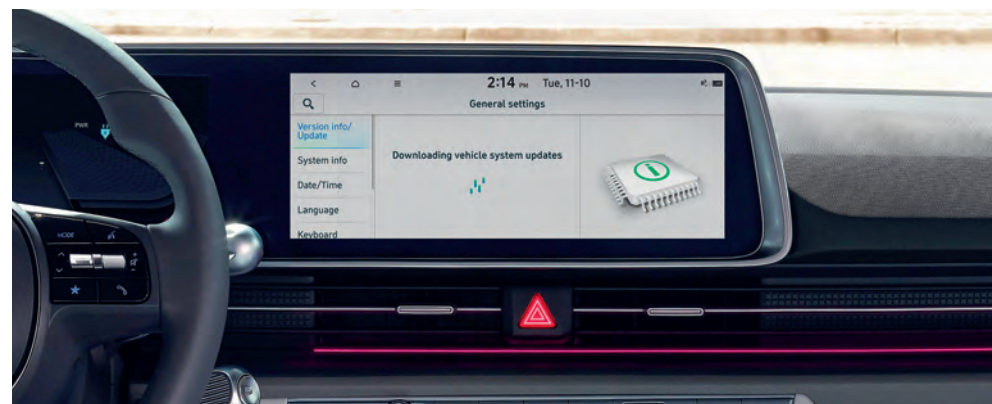 2:14 PM Tue, 11-10
General settings
Version info/
Update
System info
Date/Time
Language
Keyboard
Downloading vehicle system updates
PWR
MODE